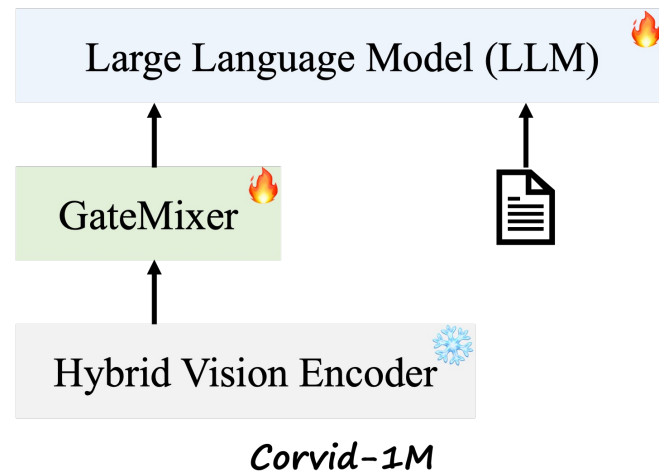 Large Language Model (LLM)
GateMixer
Hybrid Vision Encoder
Corvid-1M